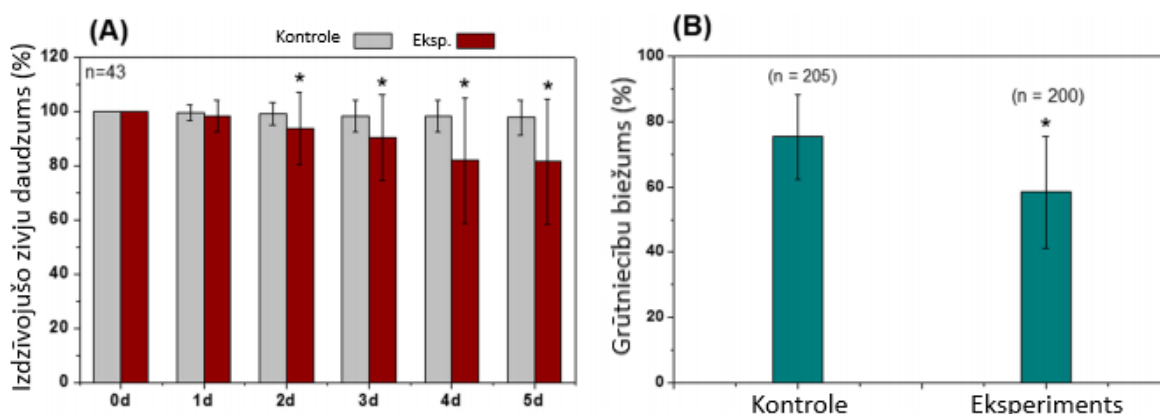 (A)
Kontrole Eksp.
n=43
Izdzīvojušo zivju daudzums (%)
120
100
80
60
40
20
0
* * * *
0d 1d 2d 3d 4d 5d
(B)
Grūtniecību biežums (%)
100
80
60
40
20
0
(n = 205)
(n = 200)
*
Kontrole Eksperiments